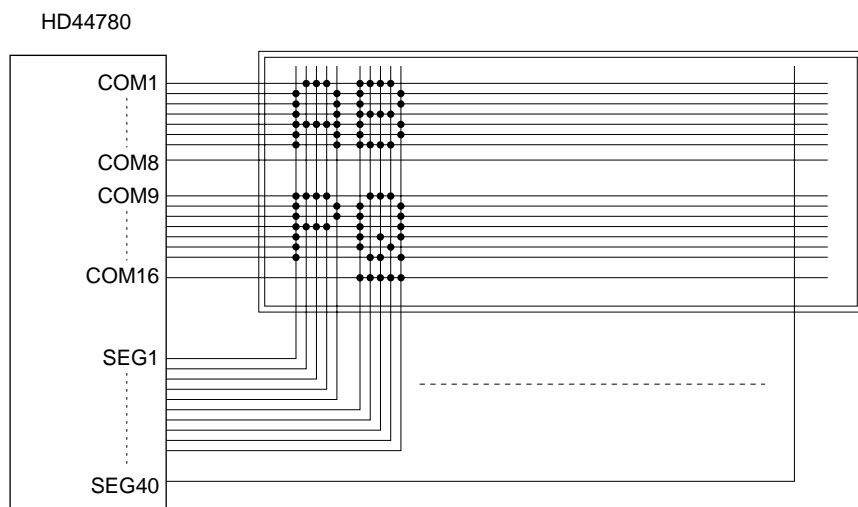 HD44780
COM1
COM8
COM9
COM16
SEG1
SEG40
A B
P Q